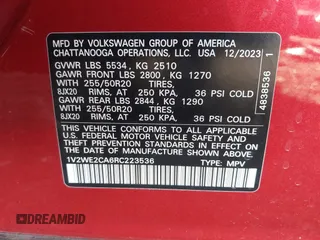 MFD BY VOLKSWAGEN GROUP OF AMERICA
CHATTANOOGA OPERATIONS, LLC. USA 12/2023
GVWR LBS 5534, KG 2510
GAWR FRONT LBS 2800, KG 1270
WITH 255/50R20 TIRES,
8JX20 RIMS, AT 250 KPA, 36 PSI COLD
GAWR REAR LBS 2844, KG 1290
WITH 255/50R20 TIRES,
8JX20 RIMS, AT 250 KPA, 36 PSI COLD
THIS VEHICLE CONFORMS TO ALL APPLICABLE
U.S. FEDERAL MOTOR VEHICLE SAFETY AND
THEFT PREVENTION STANDARDS IN EFFECT ON
THE DATE OF MANUFACTURE SHOWN ABOVE.
1V2WE2CA6RC223536 TYPE: MPV
4838536 1
DREAMBID